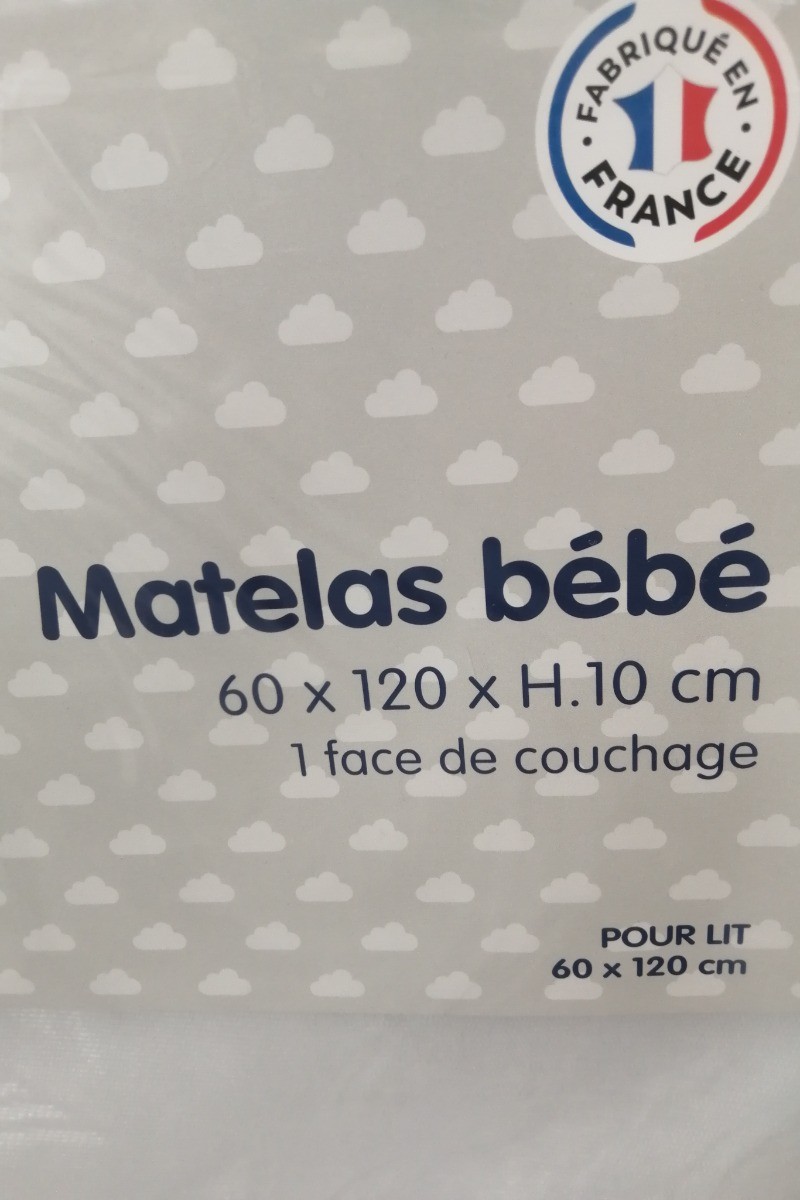 FABRIQUÉ EN
FRANCE
Matelas bébé
60 x 120 x H.10 cm
1 face de couchage
POUR LIT
60 x 120 cm